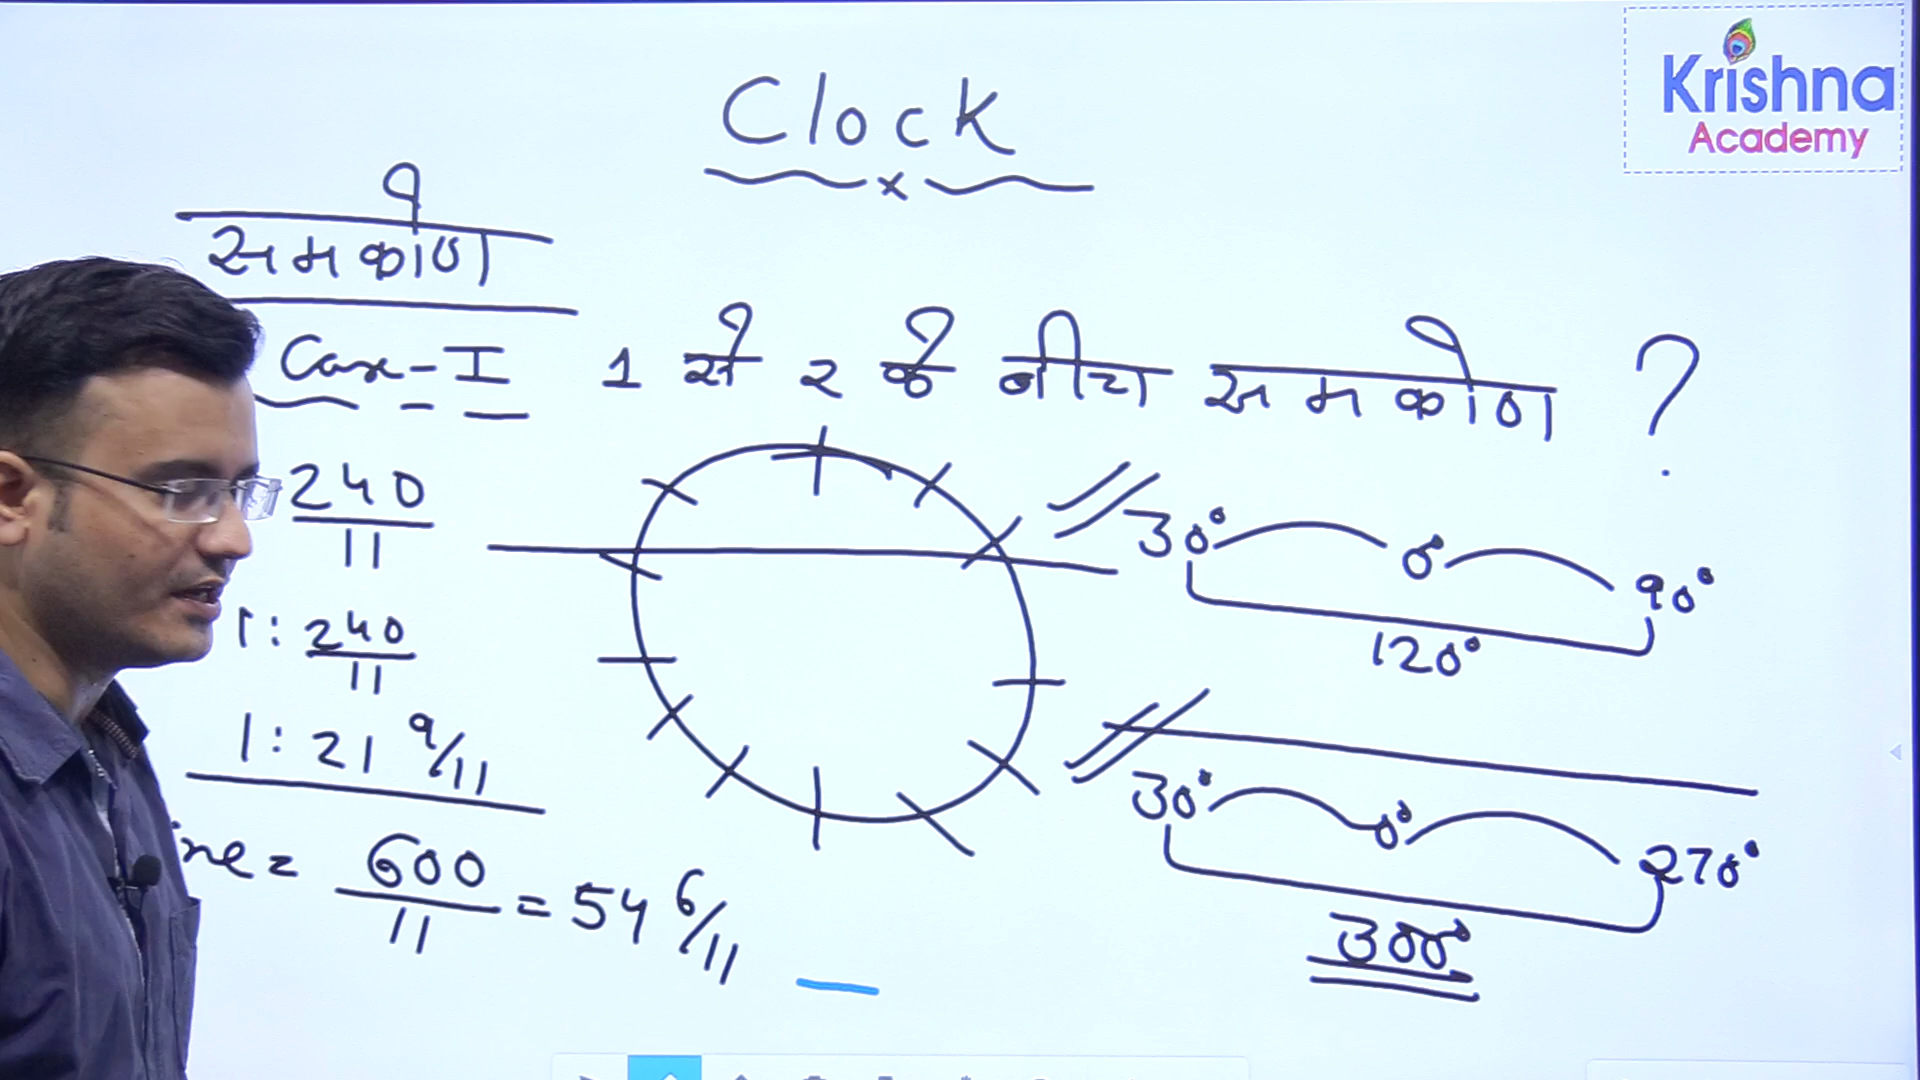 Krishna
Academy
Clock
x
समकोण
Case-I 1 से 2 के बीच समकोण ?
240/11
1: 240/11
1: 21 9/11
ine = 600/11 = 54 6/11
30° 0° 90°
120°
30° 0° 270°
300°